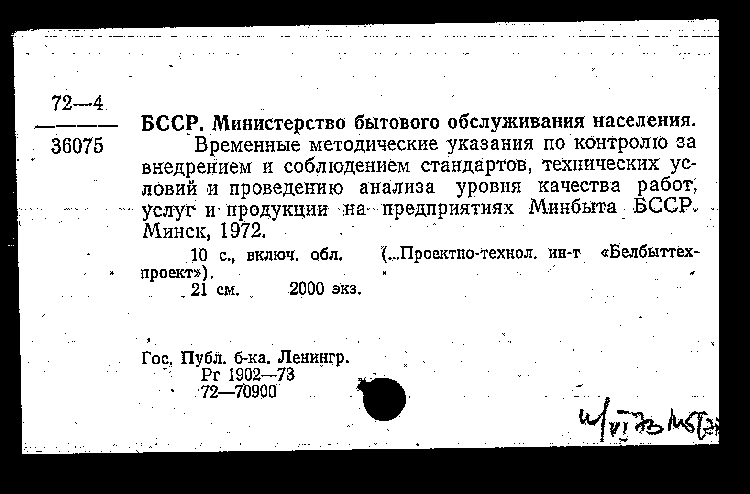 72—4
36075
БССР. Министерство бытового обслуживания населения.
Временные методические указания по контролю за
внедрением и соблюдением стандартов, технических ус-
ловий и проведению анализа уровня качества работ,
услуг и продукции на предприятиях Минбыта БССР.
Минск, 1972.
10 с., включ. обл. (...Проектно-технол. ин-т «Белбыттех-
проект»).
21 см. 2000 экз.
Гос. Публ. б-ка. Ленингр.
Рг 1902—73
72—70900